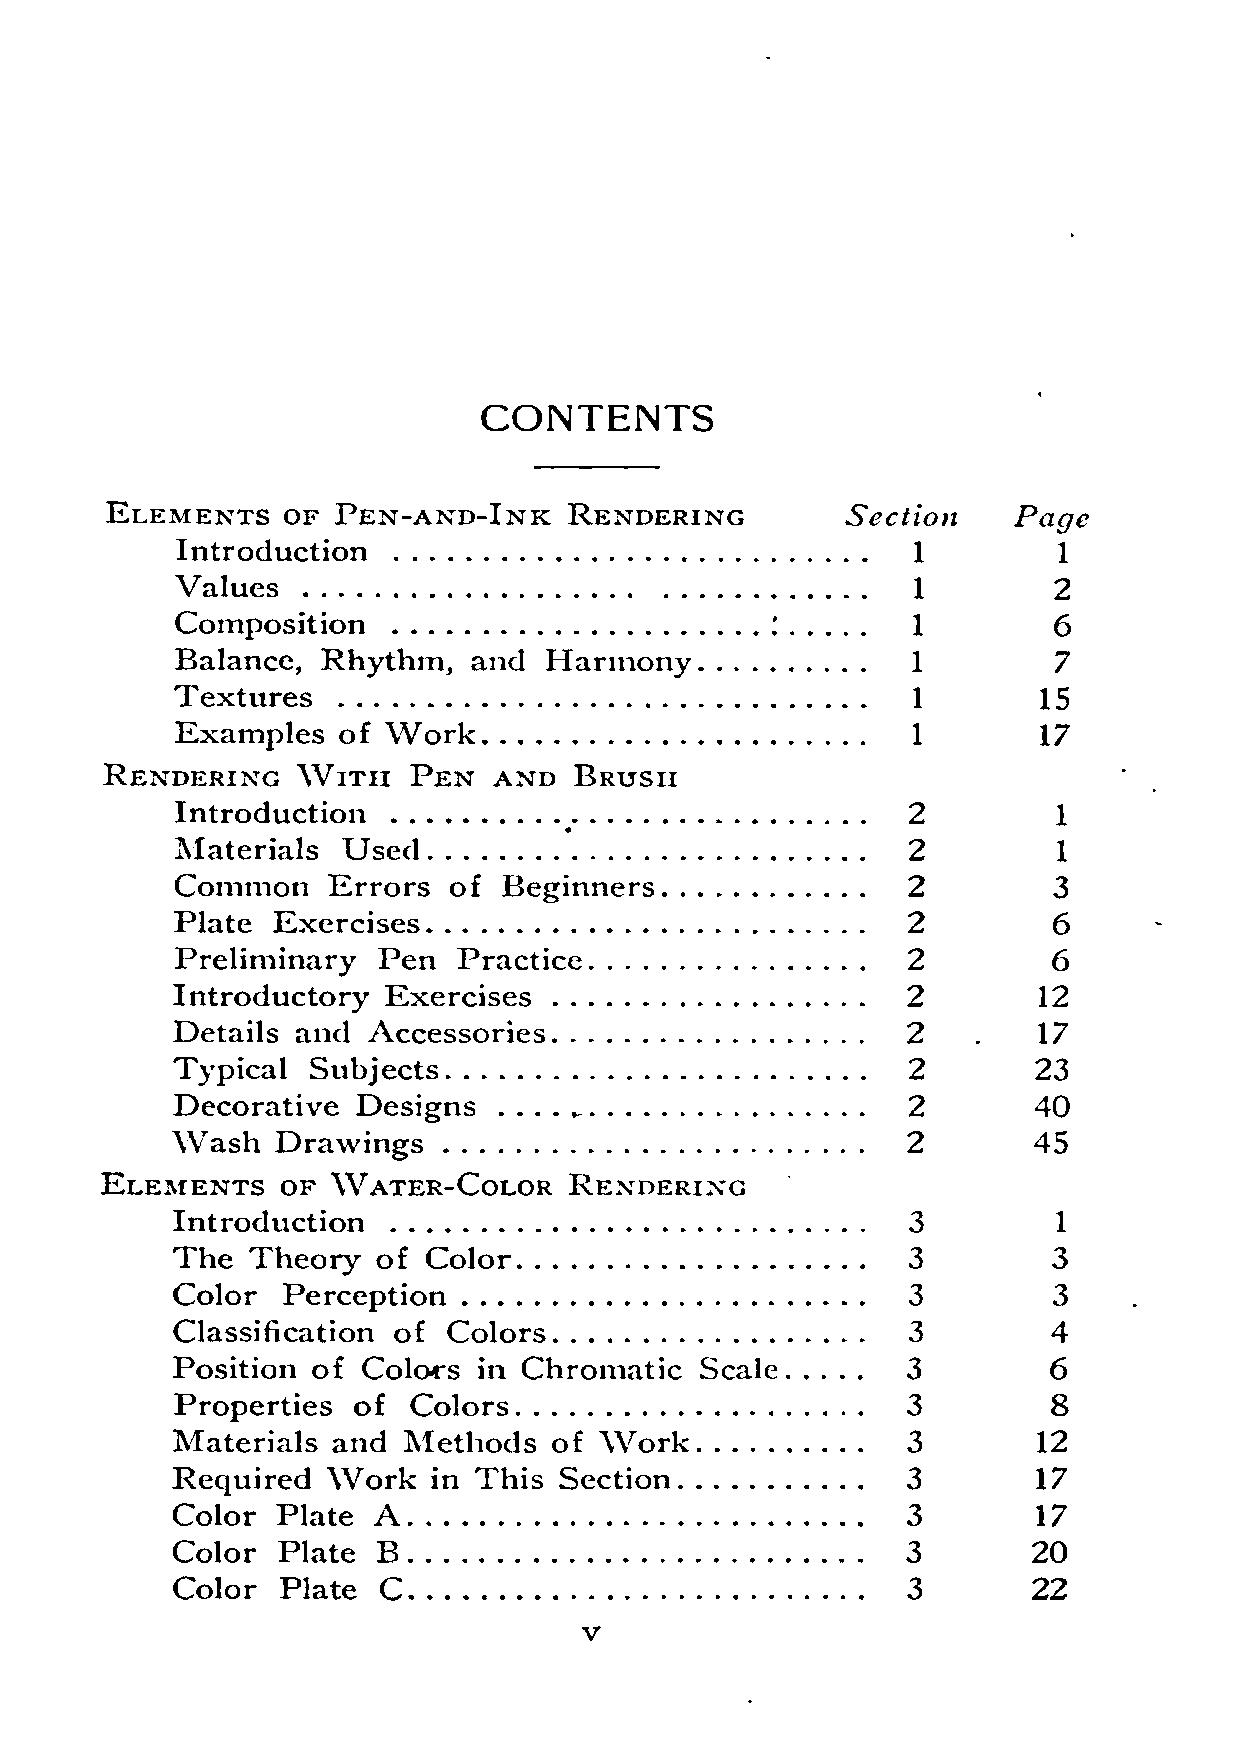 CONTENTS
ELEMENTS OF PEN-AND-INK RENDERING Section Page
Introduction ........................... 1 1
Values ............................... 1 2
Composition ........................... 1 6
Balance, Rhythm, and Harmony.......... 1 7
Textures .............................. 1 15
Examples of Work...................... 1 17
RENDERING WITH PEN AND BRUSH
Introduction ........................... 2 1
Materials Used......................... 2 1
Common Errors of Beginners............ 2 3
Plate Exercises......................... 2 6
Preliminary Pen Practice................ 2 6
Introductory Exercises .................. 2 12
Details and Accessories.................. 2 17
Typical Subjects........................ 2 23
Decorative Designs ..................... 2 40
Wash Drawings ........................ 2 45
ELEMENTS OF WATER-COLOR RENDERING
Introduction ........................... 3 1
The Theory of Color.................... 3 3
Color Perception ....................... 3 3
Classification of Colors.................. 3 4
Position of Colors in Chromatic Scale..... 3 6
Properties of Colors.................... 3 8
Materials and Methods of Work.......... 3 12
Required Work in This Section........... 3 17
Color Plate A.......................... 3 17
Color Plate B.......................... 3 20
Color Plate C.......................... 3 22
v